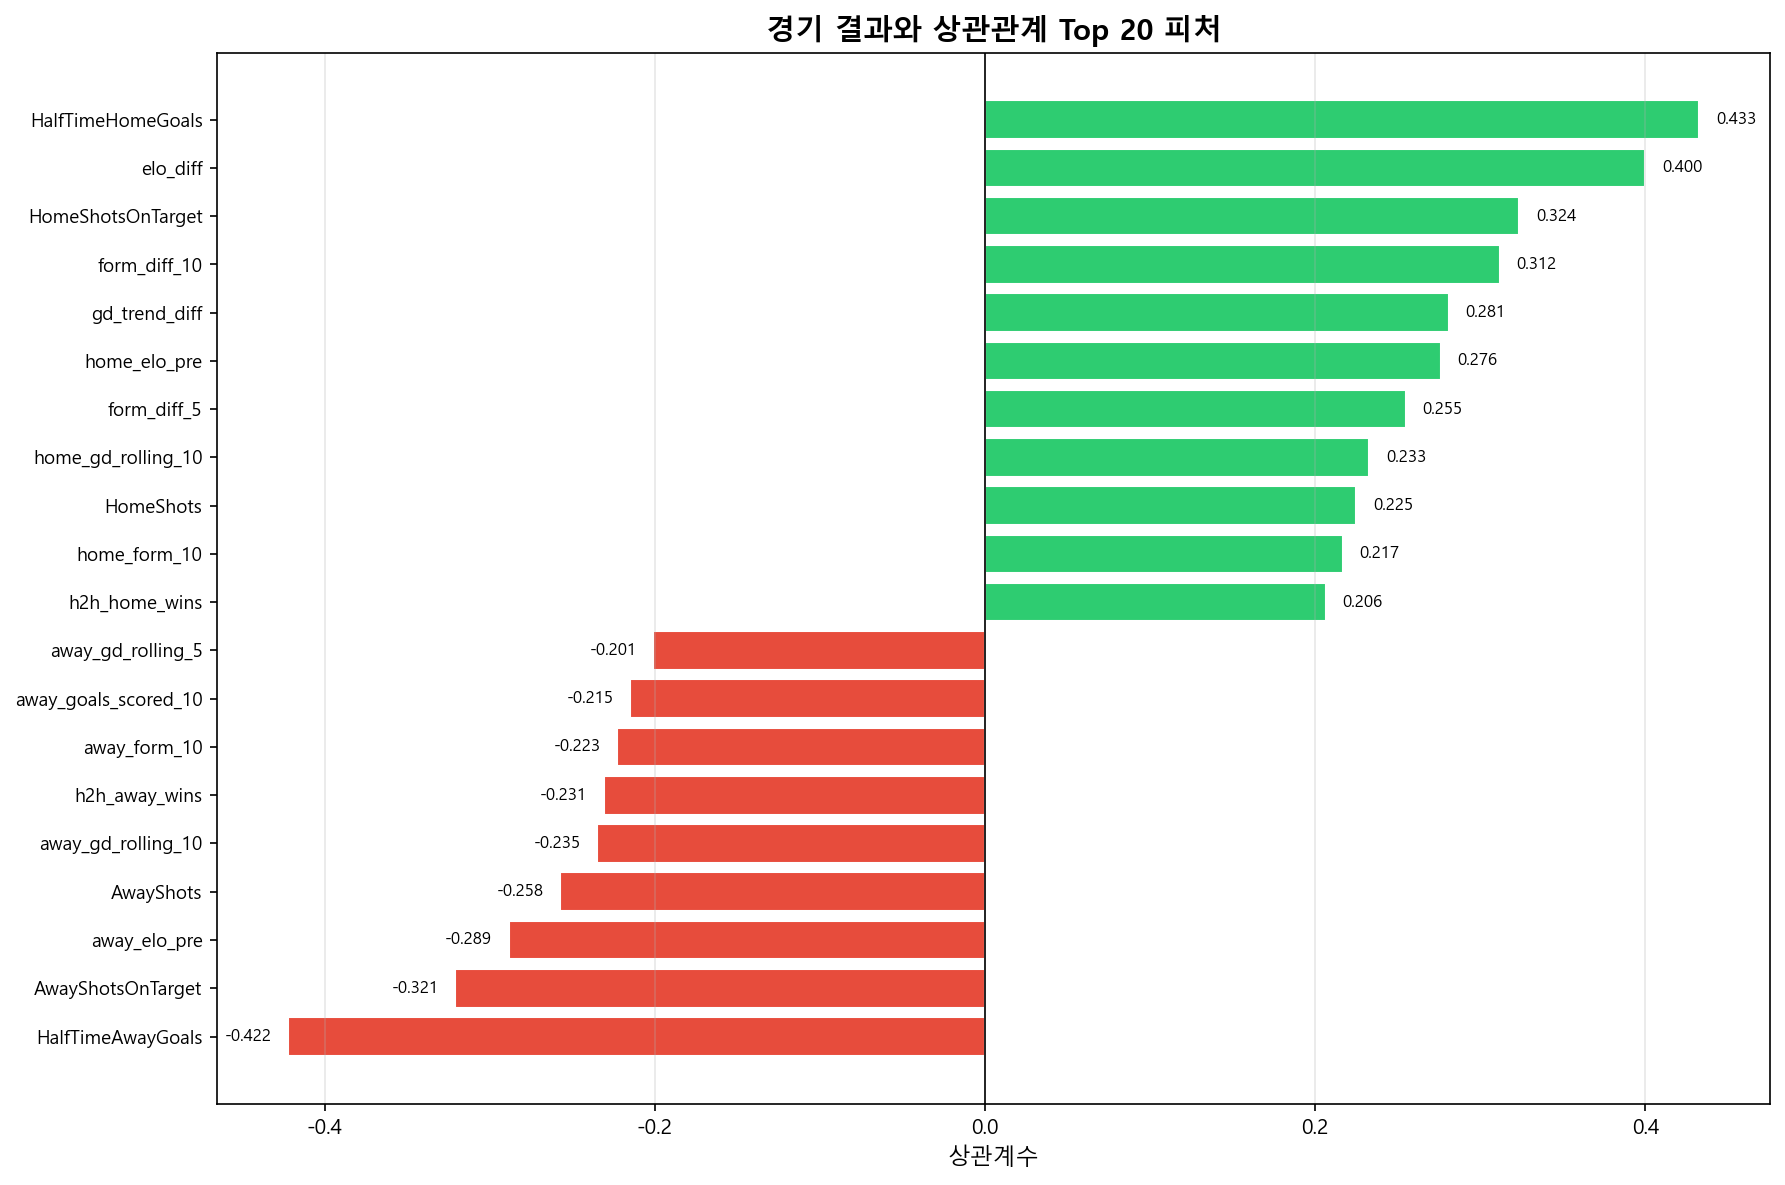 경기 결과와 상관관계 Top 20 피처
HalfTimeHomeGoals 0.433
elo_diff 0.400
HomeShotsOnTarget 0.324
form_diff_10 0.312
gd_trend_diff 0.281
home_elo_pre 0.276
form_diff_5 0.255
home_gd_rolling_10 0.233
HomeShots 0.225
home_form_10 0.217
h2h_home_wins 0.206
away_gd_rolling_5 -0.201
away_goals_scored_10 -0.215
away_form_10 -0.223
h2h_away_wins -0.231
away_gd_rolling_10 -0.235
AwayShots -0.258
away_elo_pre -0.289
AwayShotsOnTarget -0.321
HalfTimeAwayGoals -0.422
-0.4 -0.2 0.0 0.2 0.4
상관계수